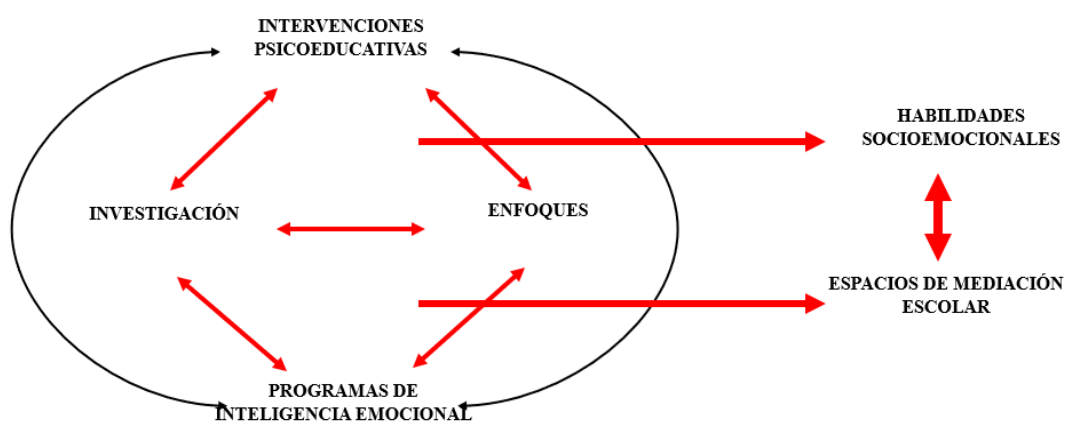 INTERVENCIONES
PSICOEDUCATIVAS
HABILIDADES
SOCIOEMOCIONALES
INVESTIGACIÓN
ENFOQUES
ESPACIOS DE MEDIACIÓN
ESCOLAR
PROGRAMAS DE
INTELIGENCIA EMOCIONAL